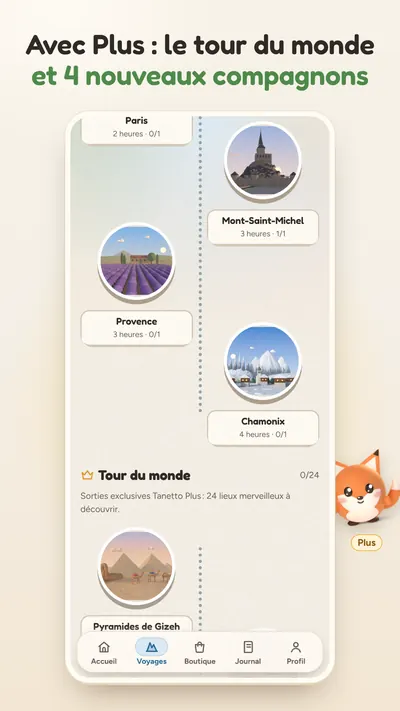 Avec Plus : le tour du monde
et 4 nouveaux compagnons
Paris
2 heures · 0/1
Mont-Saint-Michel
3 heures · 1/1
Provence
3 heures · 0/1
Chamonix
4 heures · 0/1
Tour du monde 0/24
Sorties exclusives Tanetto Plus : 24 lieux merveilleux à
découvrir.
Plus
Pyramides de Gizeh
Accueil Voyages Boutique Journal Profil